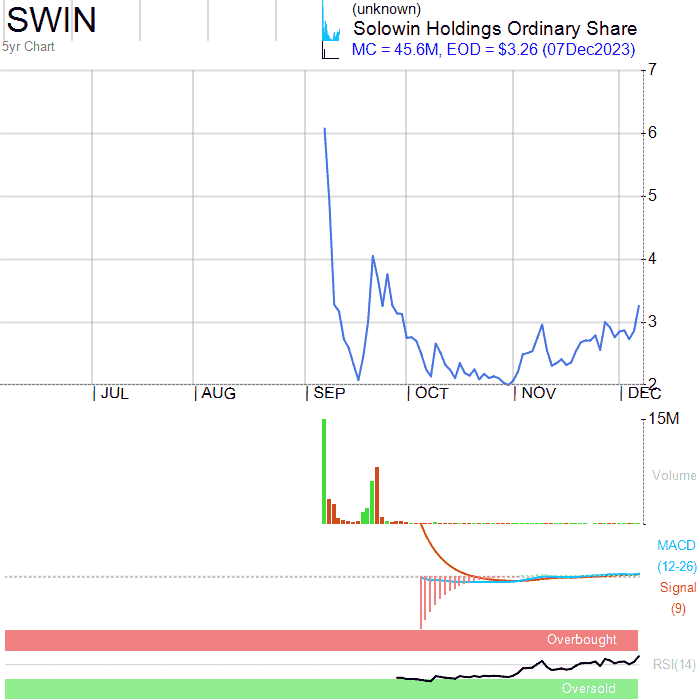 SWIN
5yr Chart
(unknown)
Solowin Holdings Ordinary Share
MC = 45.6M, EOD = $3.26 (07Dec2023)
7
6
5
4
3
2
JUL AUG SEP OCT NOV DEC
15M
Volume
MACD
(12-26)
Signal
(9)
Overbought
RSI(14)
Oversold